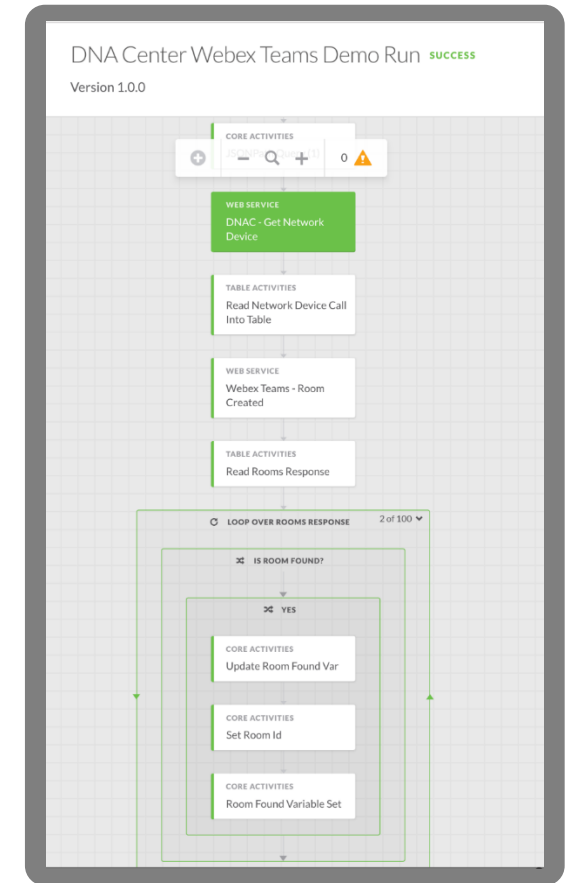 DNA Center Webex Teams Demo Run SUCCESS
Version 1.0.0
CORE ACTIVITIES
0
WEB SERVICE
DNAC - Get Network
Device
TABLE ACTIVITIES
Read Network Device Call
Into Table
WEB SERVICE
Webex Teams - Room
Created
TABLE ACTIVITIES
Read Rooms Response
LOOP OVER ROOMS RESPONSE 2 of 100
IS ROOM FOUND?
YES
CORE ACTIVITIES
Update Room Found Var
CORE ACTIVITIES
Set Room Id
CORE ACTIVITIES
Room Found Variable Set